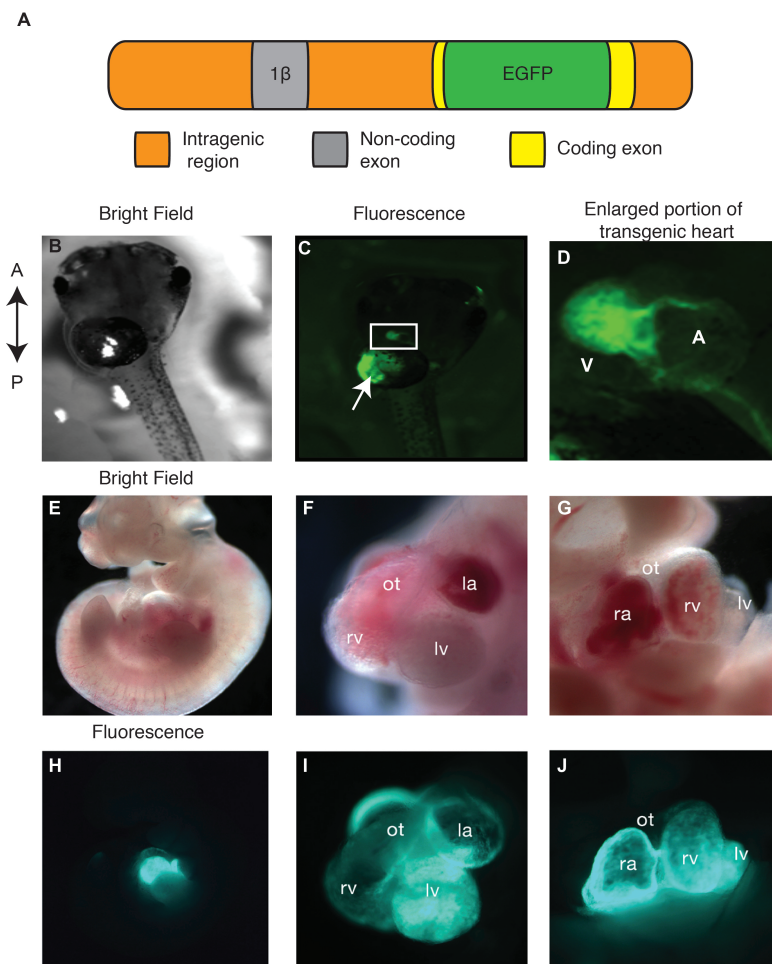 A
1β
EGFP
Intragenic
region
Non-coding
exon
Coding exon
Bright Field
Fluorescence
Enlarged portion of
transgenic heart
A
P
B
C
D
V
A
Bright Field
E
F
ot
la
rv
lv
G
ot
ra
rv
lv
Fluorescence
H
I
ot
la
rv
lv
J
ot
ra
rv
lv